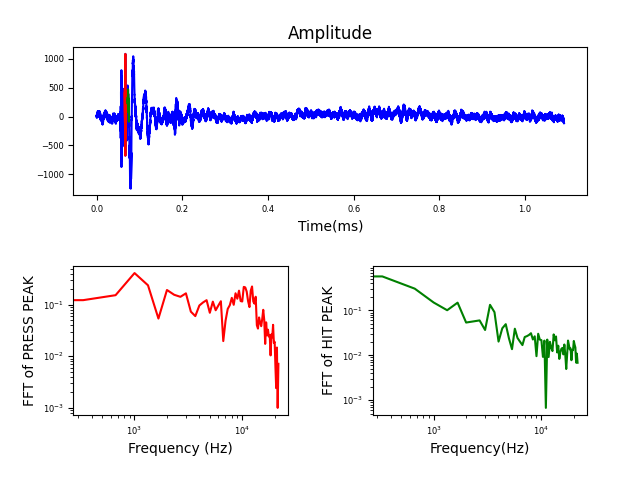 Amplitude
1000
500
0
−500
−1000
0.0 0.2 0.4 0.6 0.8 1.0
Time(ms)
FFT of PRESS PEAK
10⁻¹
10⁻²
10⁻³
10³ 10⁴
Frequency (Hz)
FFT of HIT PEAK
10⁻¹
10⁻²
10⁻³
10³ 10⁴
Frequency(Hz)